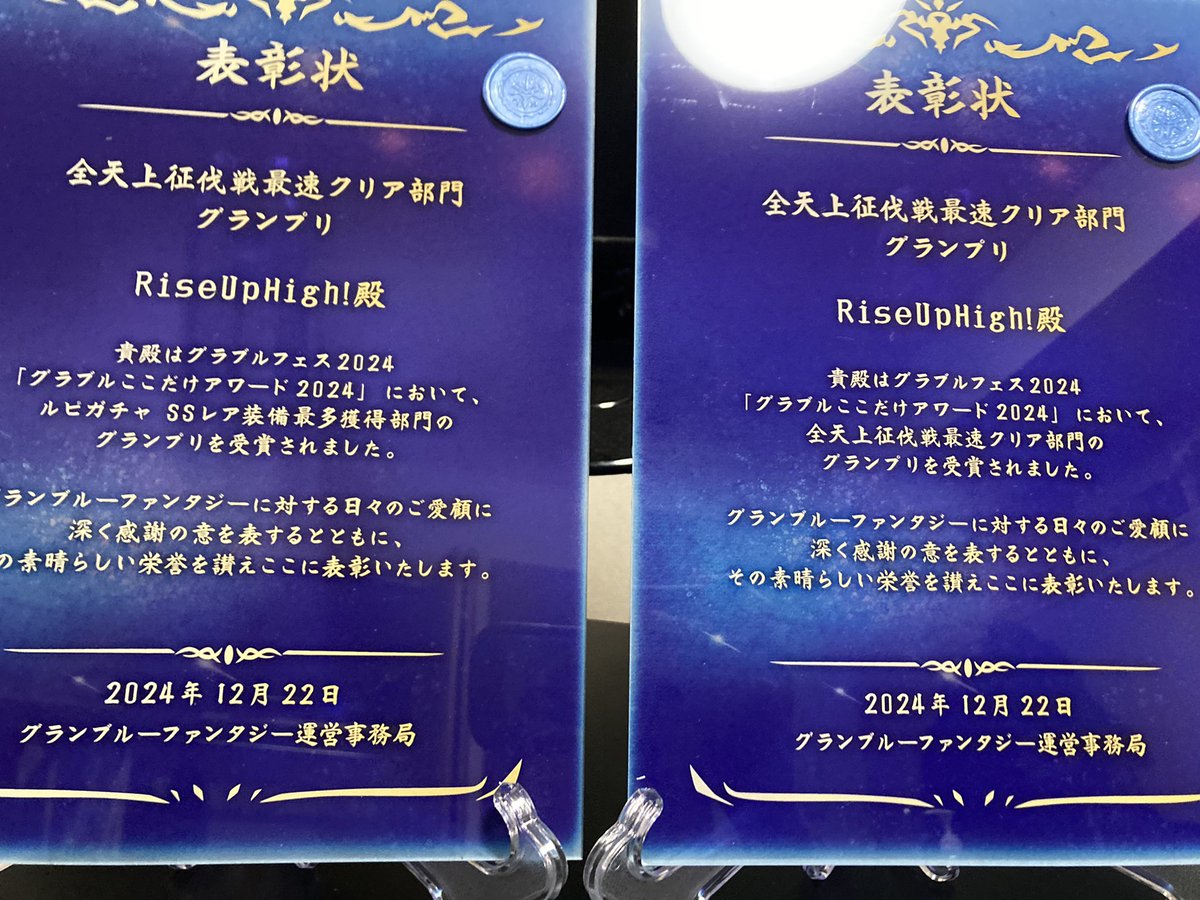 表彰状
全天上征伐戦最速クリア部門
グランプリ
RiseUpHigh!殿
貴殿はグラブルフェス2024
「グラブルここだけアワード2024」において、
ルピガチャ SSレア装備最多獲得部門の
グランプリを受賞されました。
グランブルーファンタジーに対する日々のご愛顧に
深く感謝の意を表するとともに、
の素晴らしい栄誉を讃えここに表彰いたします。
2024年12月22日
グランブルーファンタジー運営事務局
表彰状
全天上征伐戦最速クリア部門
グランプリ
RiseUpHigh!殿
貴殿はグラブルフェス2024
「グラブルここだけアワード2024」において、
全天上征伐戦最速クリア部門の
グランプリを受賞されました。
グランブルーファンタジーに対する日々のご愛顧に
深く感謝の意を表するとともに、
その素晴らしい栄誉を讃えここに表彰いたします。
2024年12月22日
グランブルーファンタジー運営事務局